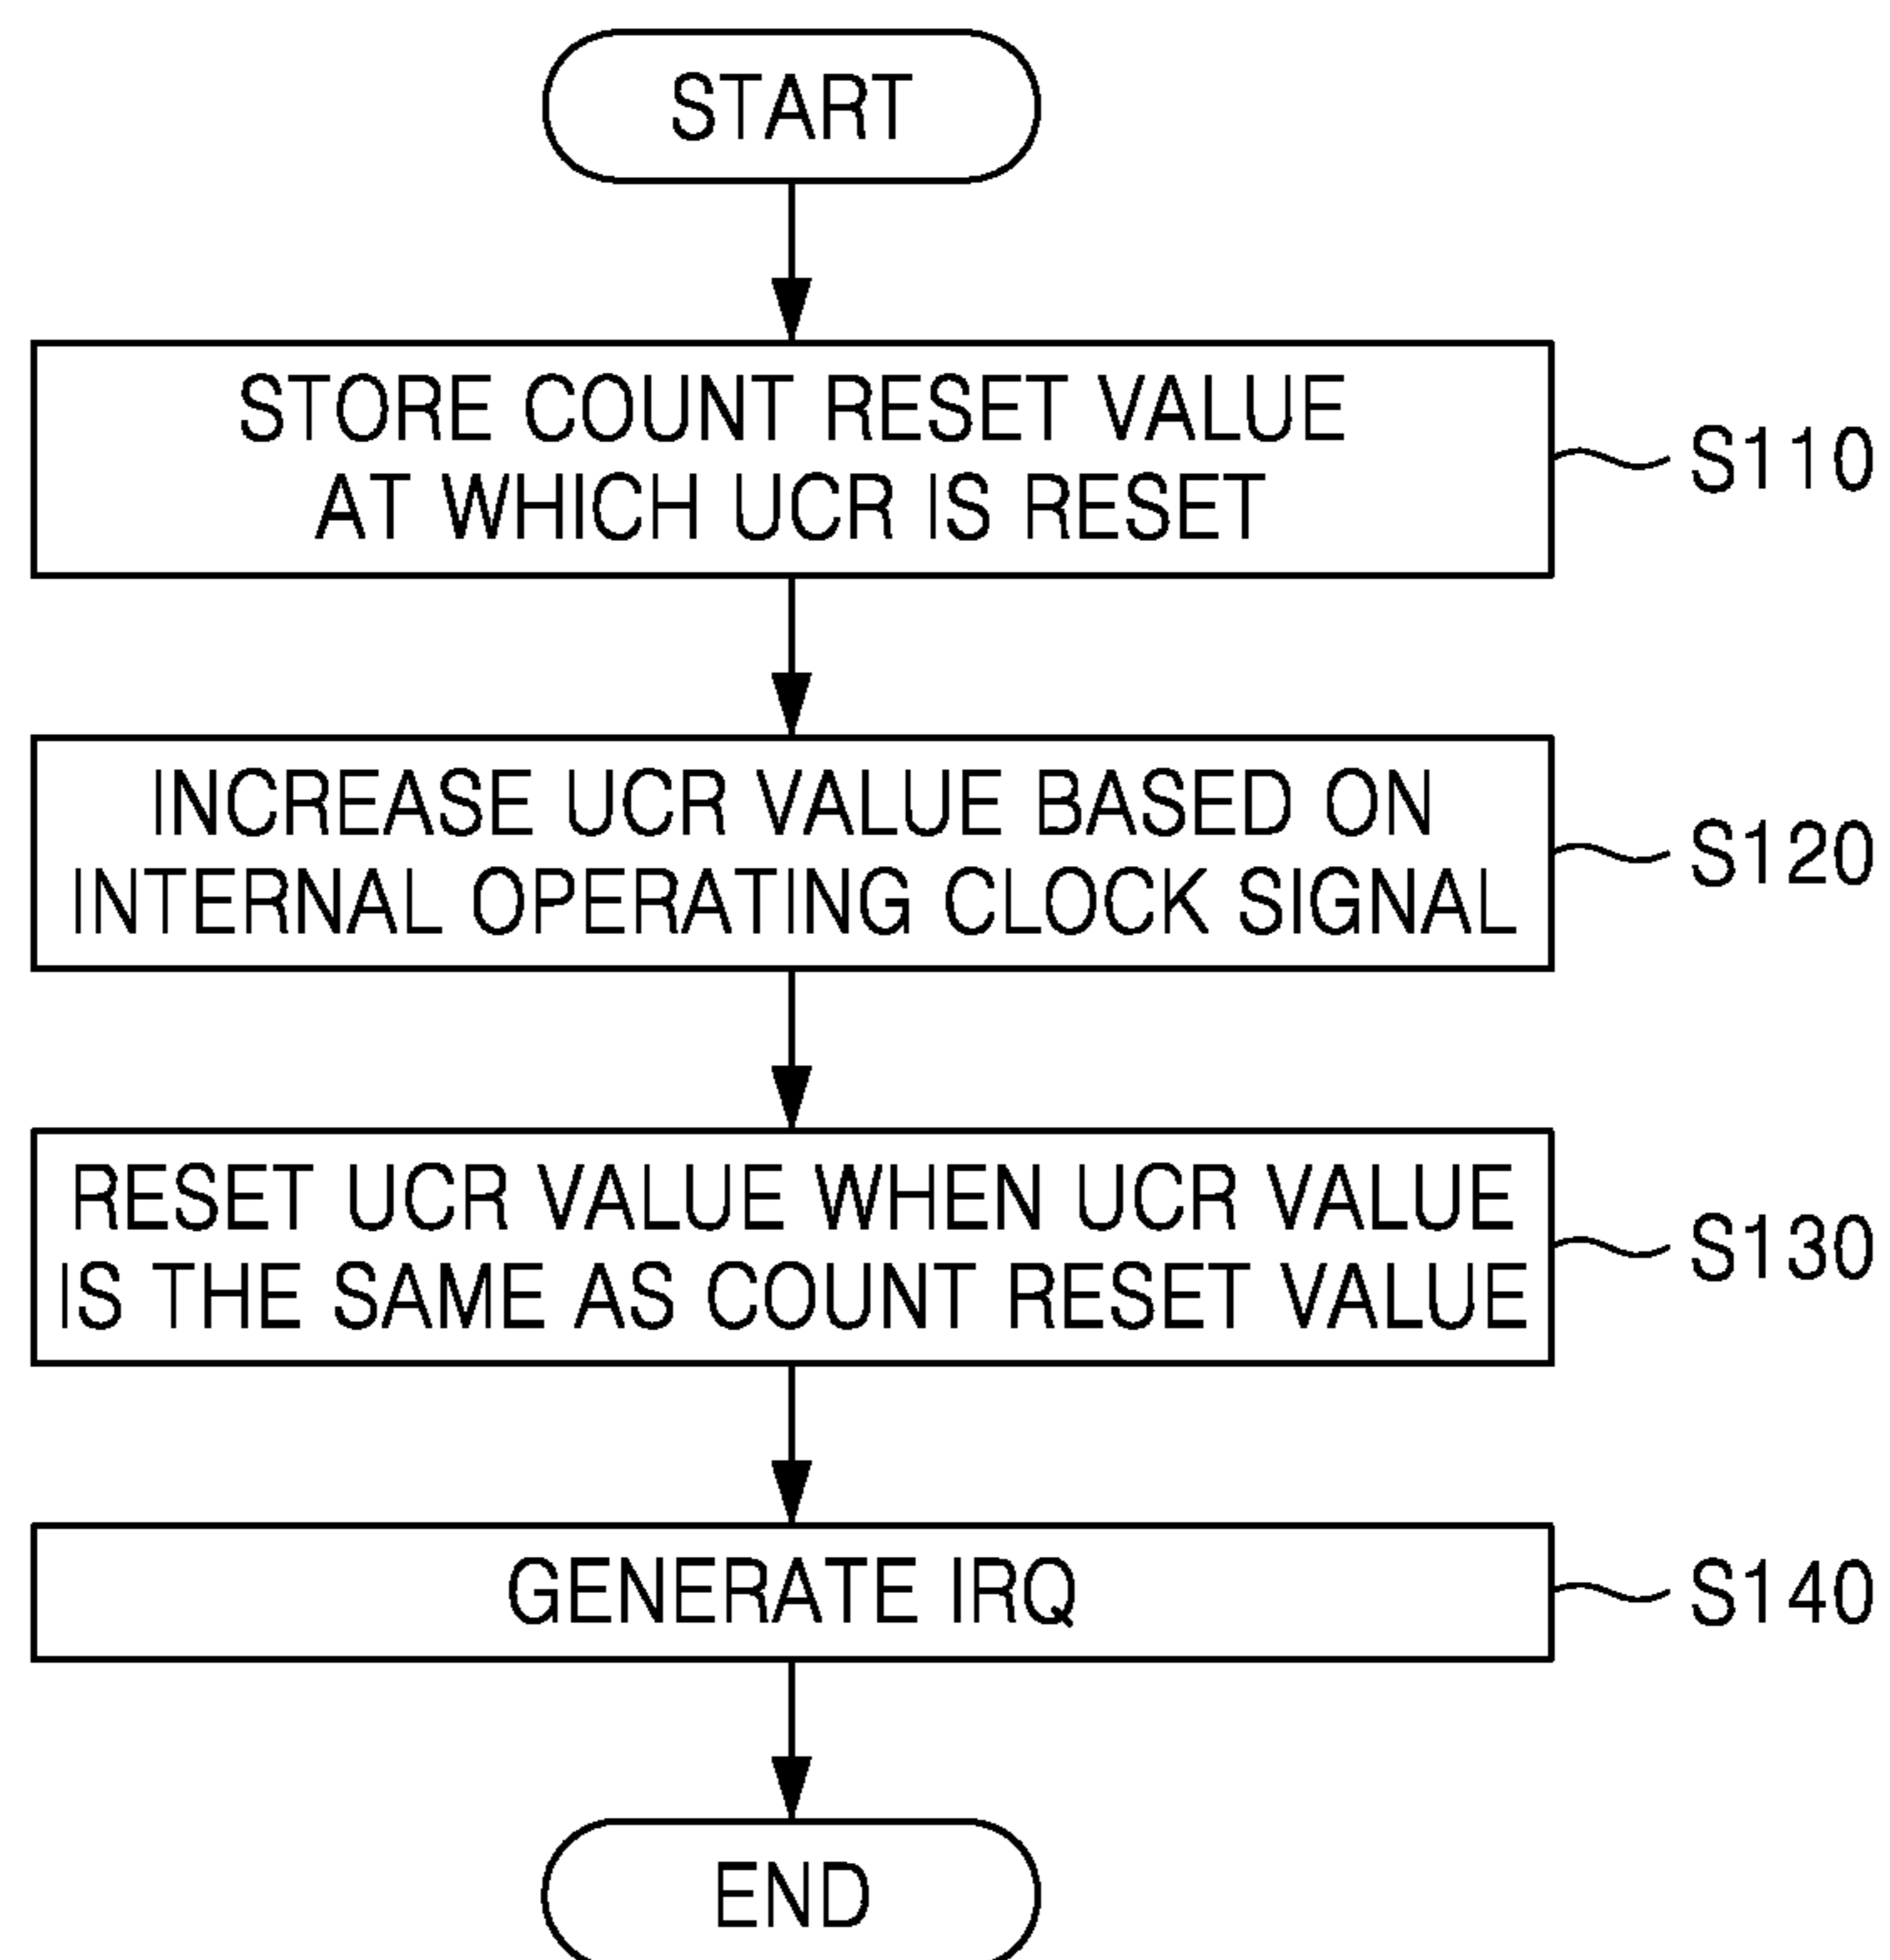 START
STORE COUNT RESET VALUE
AT WHICH UCR IS RESET
S110
INCREASE UCR VALUE BASED ON
INTERNAL OPERATING CLOCK SIGNAL
S120
RESET UCR VALUE WHEN UCR VALUE
IS THE SAME AS COUNT RESET VALUE
S130
GENERATE IRQ
S140
END